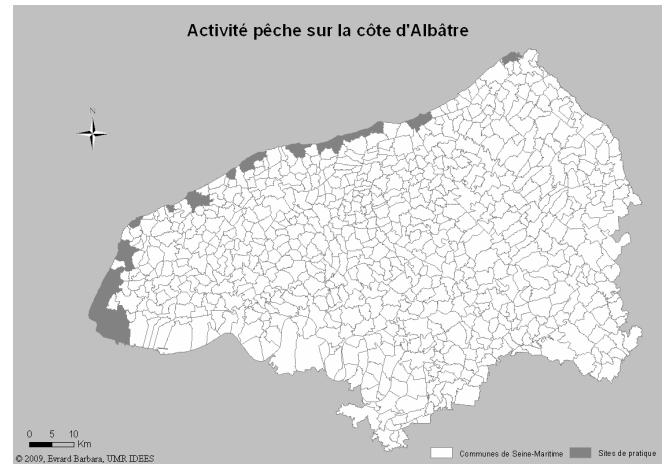 Activité pêche sur la côte d'Albâtre
N
0 5 10
Km
© 2009, Evrard Barbara, UMR IDEES
Communes de Seine-Maritime Sites de pratique